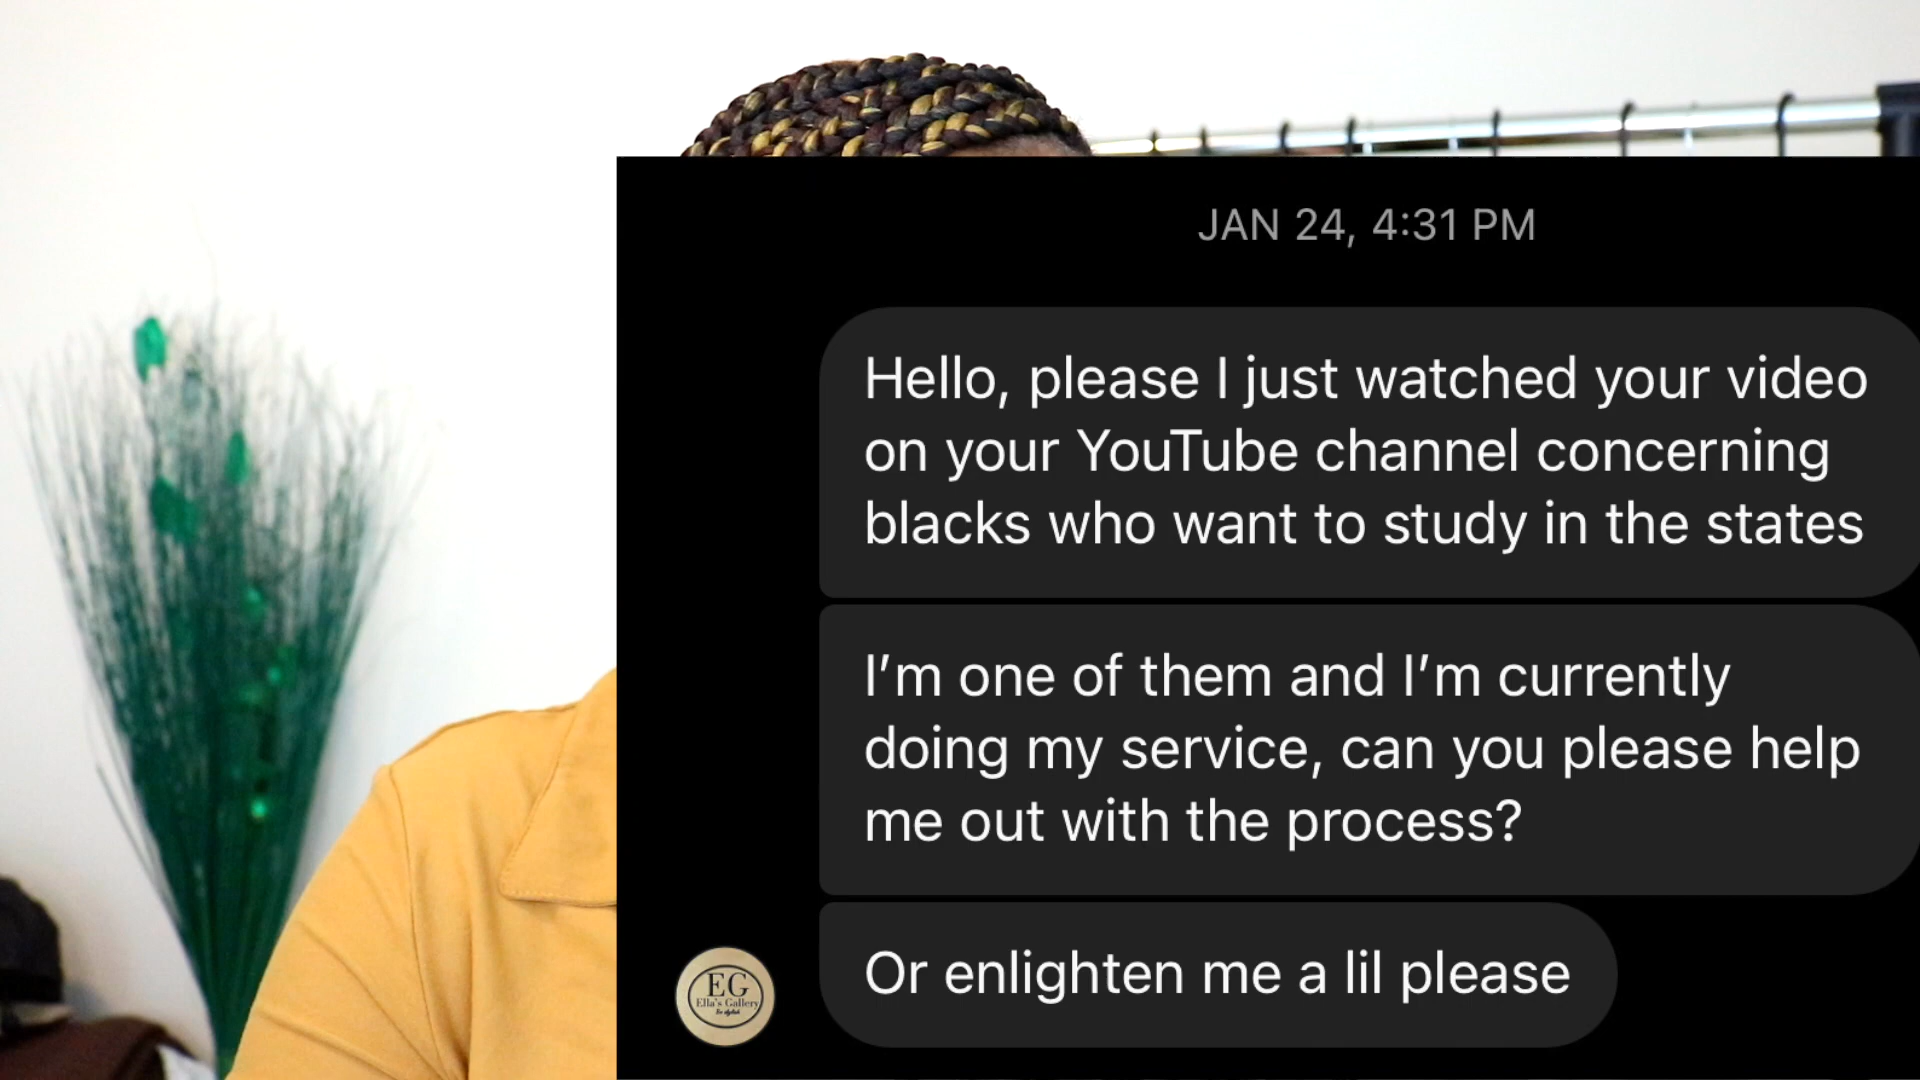 JAN 24, 4:31 PM
Hello, please I just watched your video
on your YouTube channel concerning
blacks who want to study in the states
I’m one of them and I’m currently
doing my service, can you please help
me out with the process?
Or enlighten me a lil please
EG
Ella's Gallery